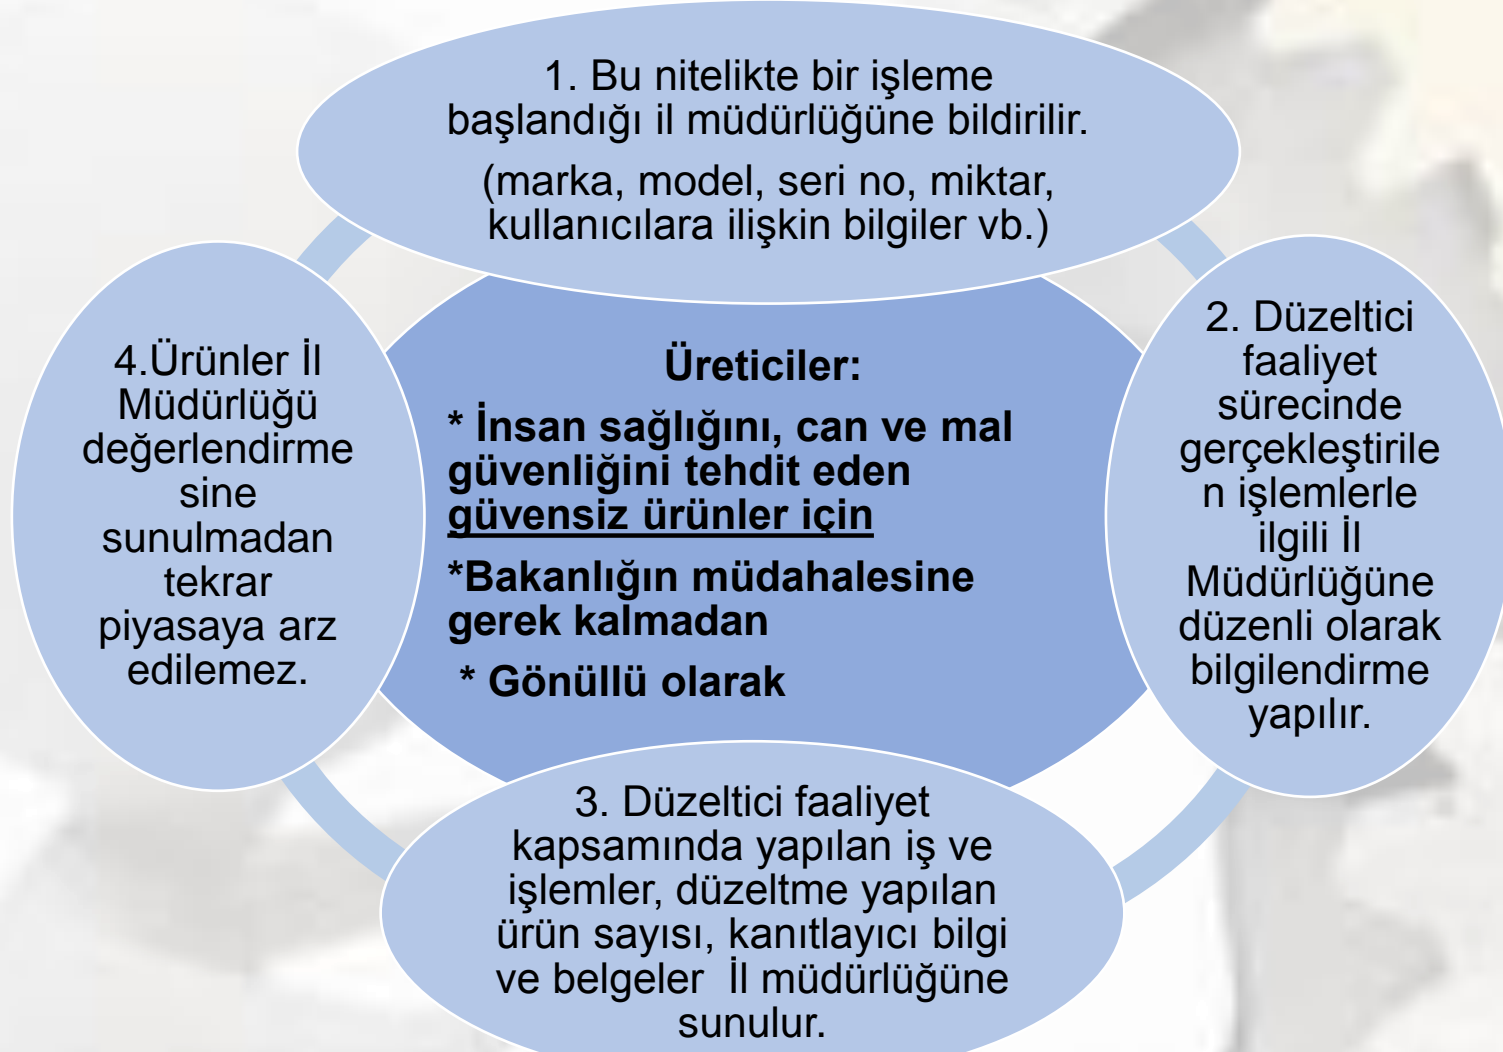 1. Bu nitelikte bir işleme
başlandığı il müdürlüğüne bildirilir.
(marka, model, seri no, miktar,
kullanıcılara ilişkin bilgiler vb.)
2. Düzeltici
faaliyet
sürecinde
gerçekleştirile
n işlemlerle
ilgili İl
Müdürlüğüne
düzenli olarak
bilgilendirme
yapılır.
3. Düzeltici faaliyet
kapsamında yapılan iş ve
işlemler, düzeltme yapılan
ürün sayısı, kanıtlayıcı bilgi
ve belgeler  İl müdürlüğüne
sunulur.
4.Ürünler İl
Müdürlüğü
değerlendirme
sine
sunulmadan
tekrar
piyasaya arz
edilemez.
Üreticiler:
* İnsan sağlığını, can ve mal
güvenliğini tehdit eden
güvensiz ürünler için
*Bakanlığın müdahalesine
gerek kalmadan
* Gönüllü olarak